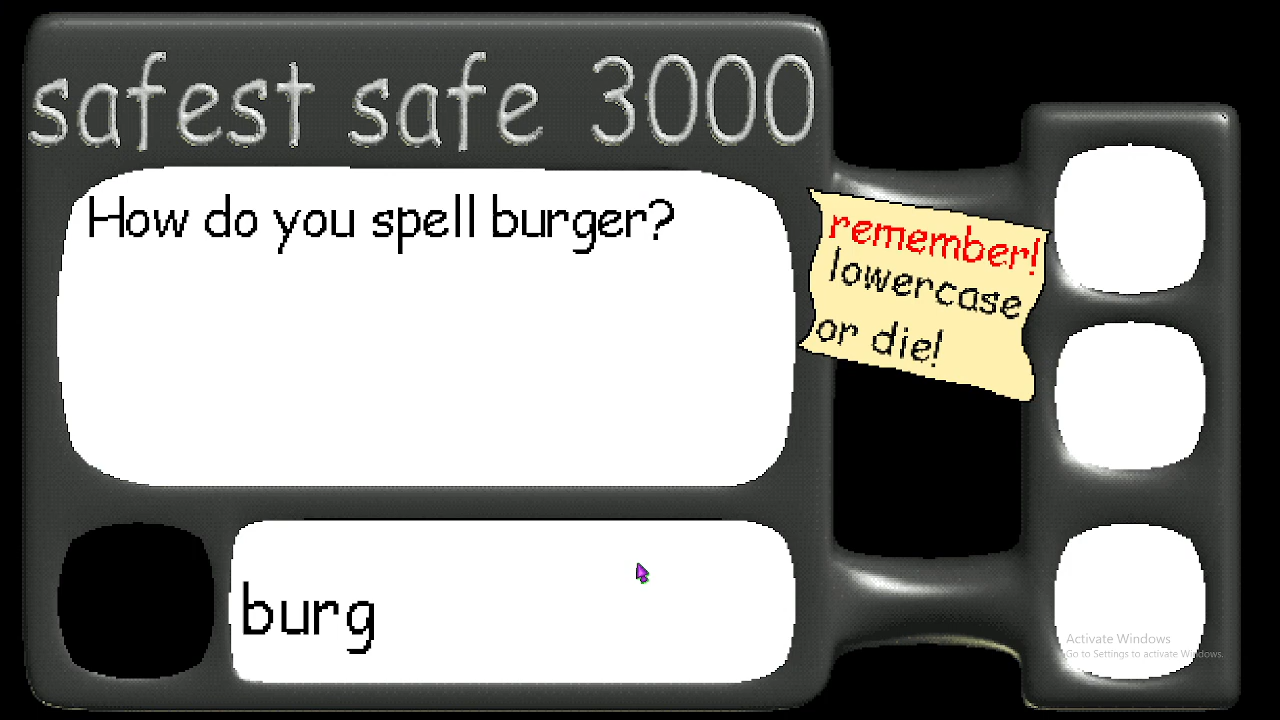 safest safe 3000
How do you spell burger?
remember!
lowercase
or die!
burg
Activate Windows
Go to Settings to activate Windows.